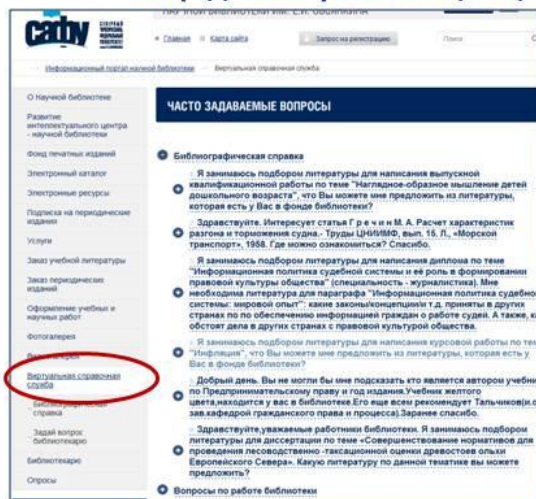 НАУЧНОЙ БИБЛИОТЕКИ ИМ. Е.И. ОВСЯНКИНА
сафу
СЕВЕРНЫЙ
Главная
Карта сайта
Запрос на регистрацию
Поиск
Информационный портал научной библиотеки
Виртуальная справочная служба
О Научной библиотеке
Развитие
интеллектуального центра
- научной библиотеки
Фонд печатных изданий
Электронный каталог
Электронные ресурсы
Подписка на периодические
издания
Услуги
Заказ учебной литературы
Заказ периодических
изданий
Оформление учебных и
научных работ
Фотогалерея
Виртуальная справочная
служба
Библиографическая
справка
Задай вопрос
библиотекарю
Библиотекарю
Опросы
ЧАСТО ЗАДАВАЕМЫЕ ВОПРОСЫ
Библиографическая справка
Я занимаюсь подбором литературы для написания выпускной
квалификационной работы по теме "Наглядное-образное мышление детей
дошкольного возраста", что Вы можете мне предложить из литературы,
которая есть у Вас в фонде библиотеки?
Здравствуйте. Интересует статья Г р е ч и н М. А. Расчет характеристик
разгона и торможения судна.- Труды ЦНИИМФ, вып. 15. Л., «Морской
транспорт», 1958. Где можно ознакомиться? Спасибо.
Я занимаюсь подбором литературы для написания диплома по теме
"Информационная политика судебной системы и её роль в формировании
правовой культуры общества" (специальность - журналистика). Мне
необходима литература для параграфа "Информационная политика судебно
системы: мировой опыт": какие законы/концепции/и т.д. приняты в других
странах по по обеспечению информацией граждан о работе судей. А также, ка
обстоят дела в других странах с правовой культурой общества.
Я занимаюсь подбором литературы для написания курсовой работы по тем
"Инфляция", что Вы можете мне предложить из литературы, которая есть у
Вас в фонде библиотеки?
Добрый день. Вы не могли бы мне подсказать кто является автором учебни
по Предпринимательскому праву и год издания.Учебник желтого
цвета,находится у вас в библиотеке.Его еще всем рекомендует Тальчиков(и.о
зав.кафедрой гражданского права и процесса).Заранее спасибо.
Здравствуйте,уважаемые работники библиотеки. Я занимаюсь подбором
литературы для диссертации по теме «Совершенствование нормативов для
проведения лесоводственно -таксационной оценки древостоев ольхи
Европейского Севера». Какую литературу по данной тематике вы можете
предложить?
Вопросы по работе библиотеки